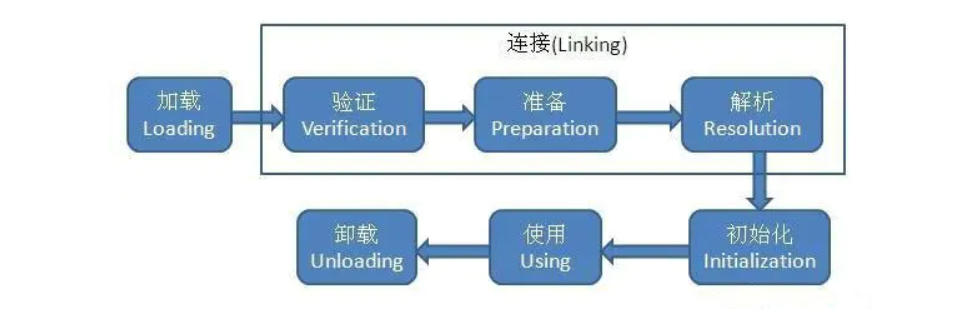 连接(Linking)
加载
Loading
验证
Verification
准备
Preparation
解析
Resolution
初始化
Initialization
使用
Using
卸载
Unloading